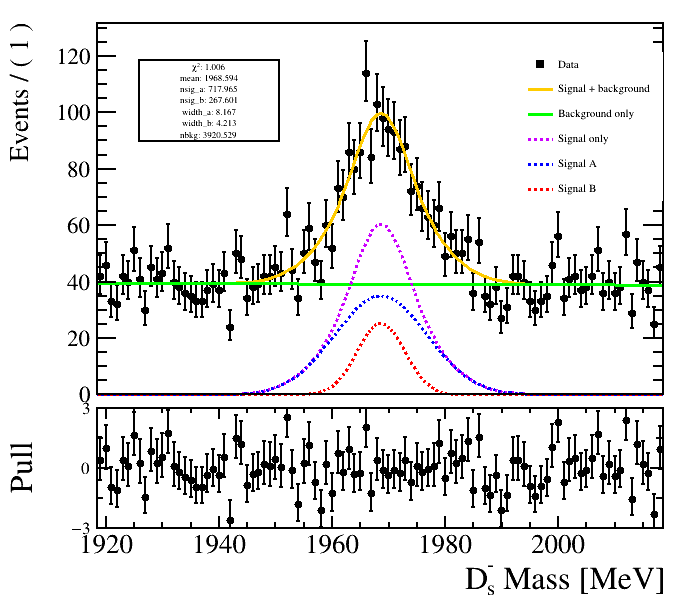 Events / ( 1 )
120
100
80
60
40
20
0
χ²: 1.006
mean: 1968.594
nsig_a: 717.965
nsig_b: 267.601
width_a: 8.167
width_b: 4.213
nbkg: 3920.529
Data
Signal + background
Background only
Signal only
Signal A
Signal B
Pull
3
0
−3
1920 1940 1960 1980 2000
D_s^- Mass [MeV]